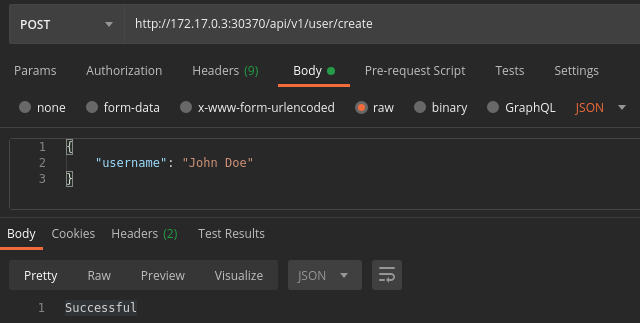 POST http://172.17.0.3:30370/api/v1/user/create
Params Authorization Headers (9) Body Pre-request Script Tests Settings
none form-data x-www-form-urlencoded raw binary GraphQL JSON
1 {
2 "username": "John Doe"
3 }
Body Cookies Headers (2) Test Results
Pretty Raw Preview Visualize JSON
1 Successful